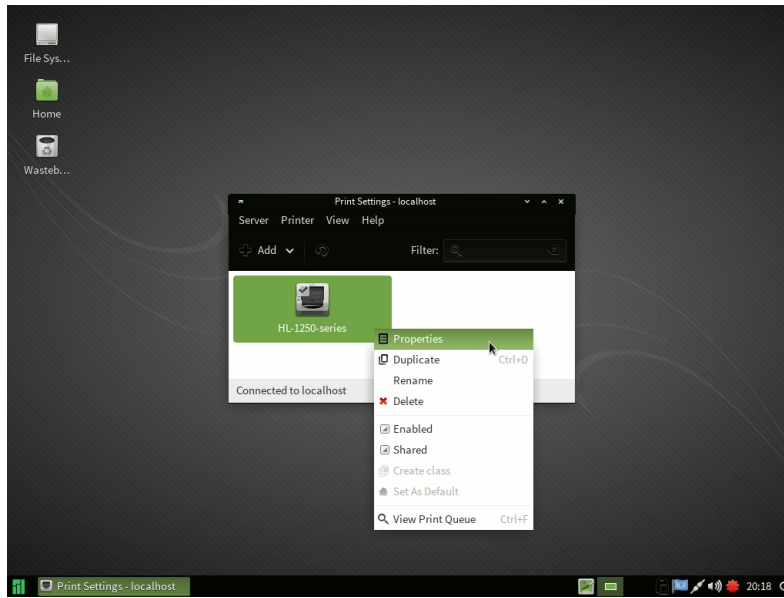 File Sys...
Home
Wasteb...
Print Settings - localhost
Server Printer View Help
Add Filter:
HL-1250-series
Connected to localhost
Properties
Duplicate Ctrl+D
Rename
Delete
Enabled
Shared
Create class
Set As Default
View Print Queue Ctrl+F
Print Settings - localhost 20:18